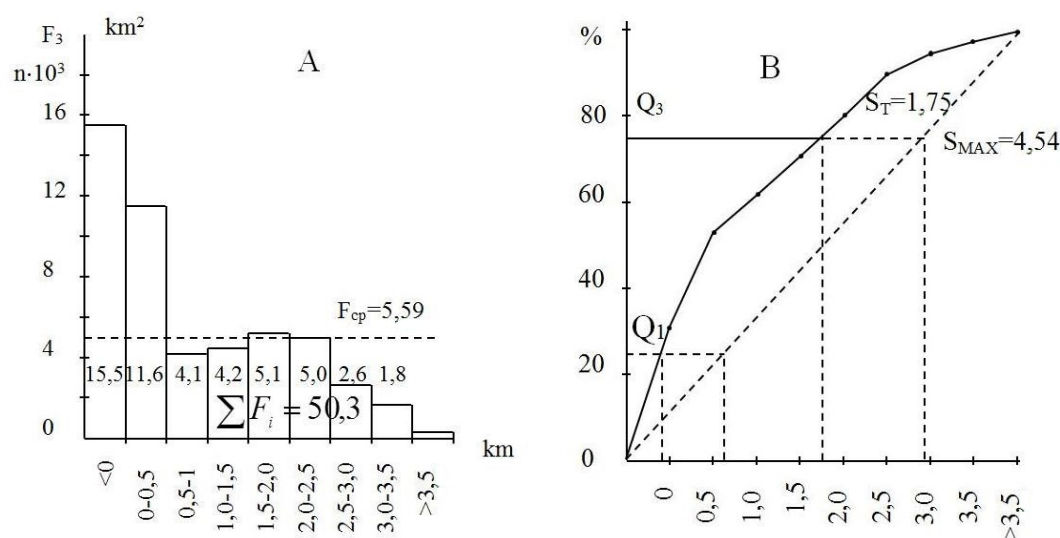 F₃ km²
n·10³
A
16
12
8
4
0
Fcp=5,59
15,5 11,6 4,1 4,2 5,1 5,0 2,6 1,8
∑ Fᵢ = 50,3
km
<0
0-0,5
0,5-1
1,0-1,5
1,5-2,0
2,0-2,5
2,5-3,0
3,0-3,5
>3,5
%
B
Q₃
80
60
40
Q₁
20
0
Sᴛ=1,75
Sᴍᴀx=4,54
0
0,5
1,0
1,5
2,0
2,5
3,0
3,5
>3,5